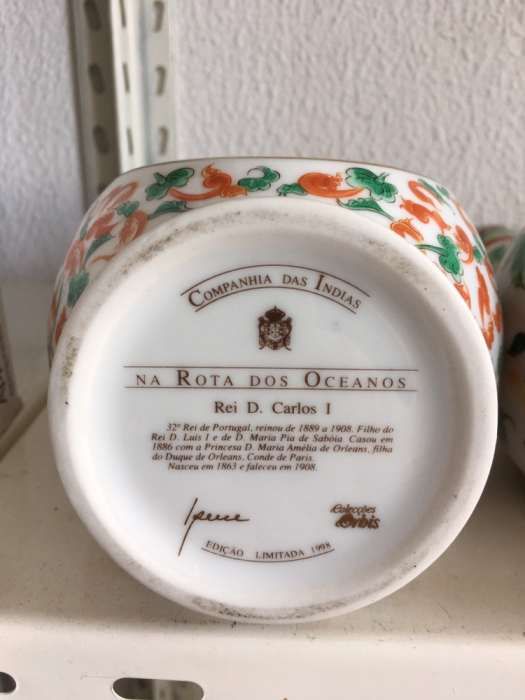 COMPANHIA DAS INDIAS
NA ROTA DOS OCEANOS
Rei D. Carlos I
32º Rei de Portugal, reinou de 1889 a 1908. Filho do
Rei D. Luis I e de D. Maria Pia de Sabóia. Casou em
1886 com a Princesa D. Maria Amélia de Orleans, filha
do Duque de Orleans, Conde de Paris.
Nasceu em 1863 e faleceu em 1908.
Colecções
Orbis
EDIÇÃO LIMITADA 1998